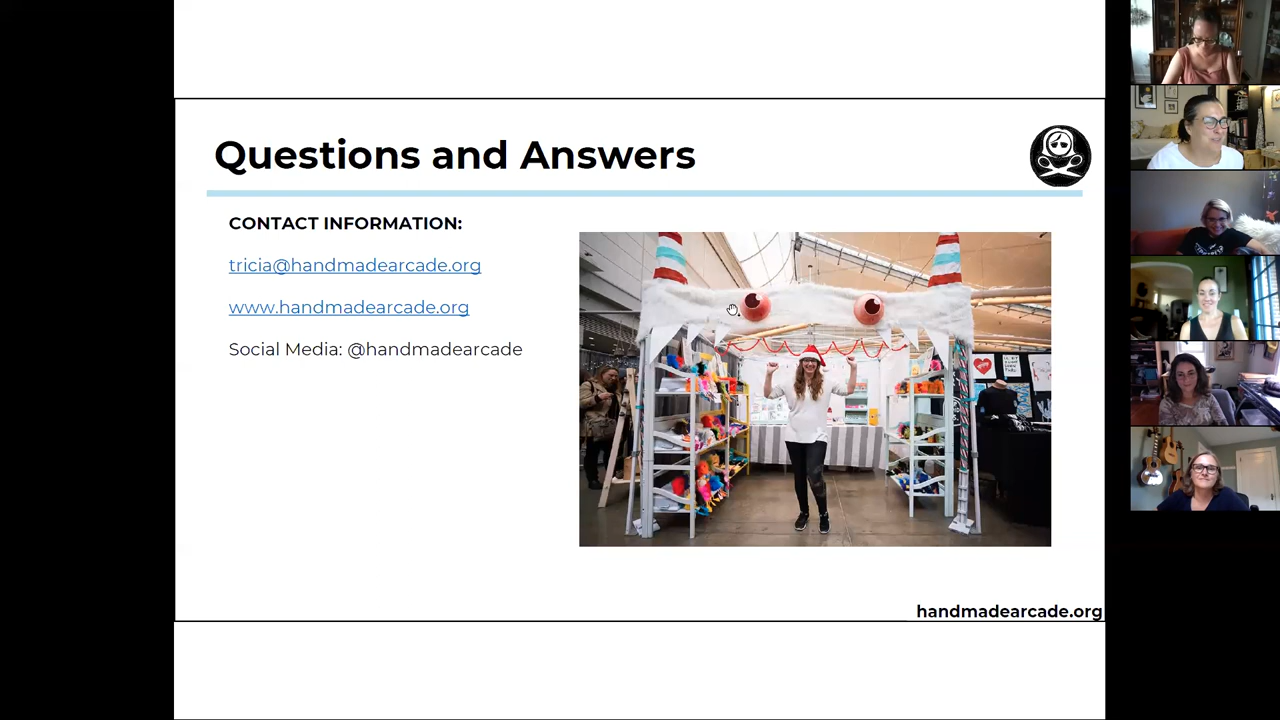 Questions and Answers
CONTACT INFORMATION:
tricia@handmadearcade.org
www.handmadearcade.org
Social Media: @handmadearcade
handmadearcade.org